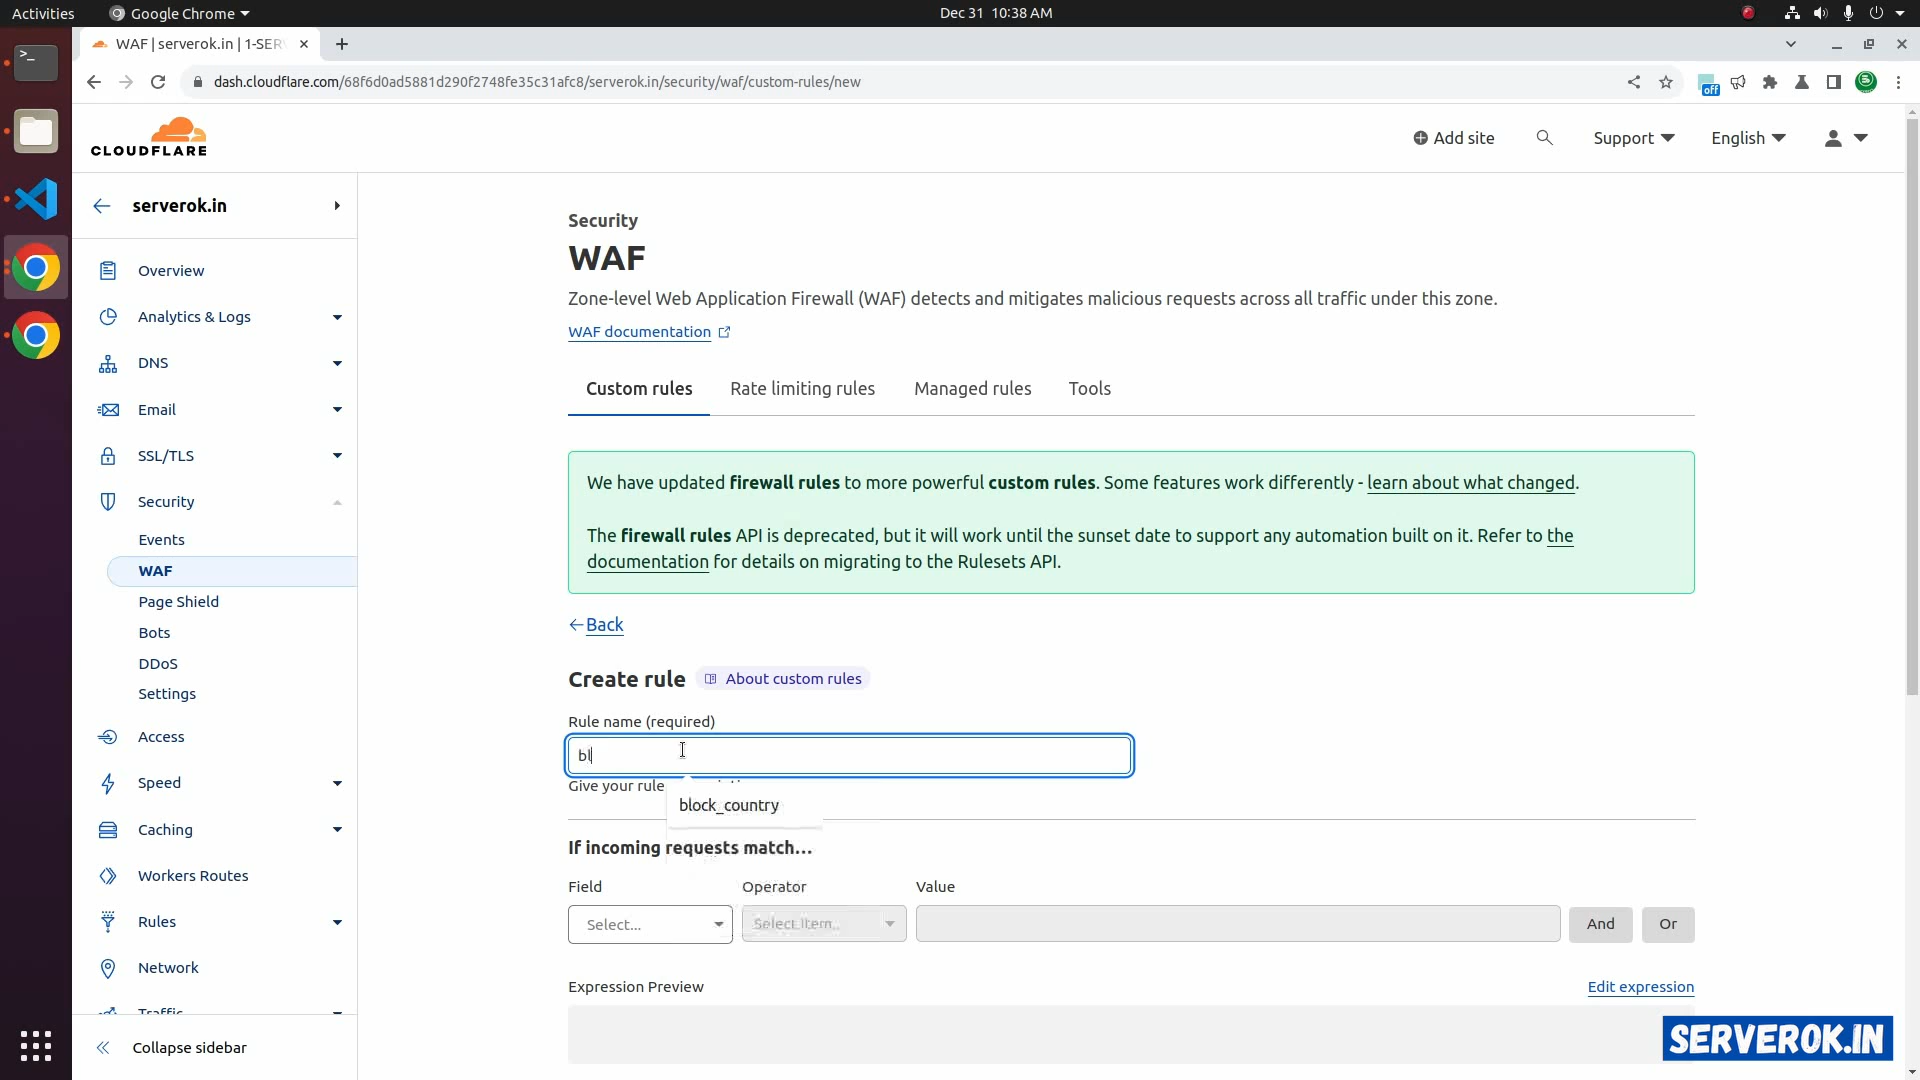 Activities
Google Chrome
Dec 31 10:38 AM
WAF | serverok.in | 1-SER
dash.cloudflare.com/68f6d0ad5881d290f2748fe35c31afc8/serverok.in/security/waf/custom-rules/new
off
CLOUDFLARE
Add site
Support
English
serverok.in
Overview
Analytics & Logs
DNS
Email
SSL/TLS
Security
Events
WAF
Page Shield
Bots
DDoS
Settings
Access
Speed
Caching
Workers Routes
Rules
Network
Traffic
Collapse sidebar
Security
WAF
Zone-level Web Application Firewall (WAF) detects and mitigates malicious requests across all traffic under this zone.
WAF documentation
Custom rules Rate limiting rules Managed rules Tools
We have updated firewall rules to more powerful custom rules. Some features work differently - learn about what changed.
The firewall rules API is deprecated, but it will work until the sunset date to support any automation built on it. Refer to the
documentation for details on migrating to the Rulesets API.
Back
Create rule About custom rules
Rule name (required)
bl
Give your rule
block_country
If incoming requests match...
Field Operator Value
Select... Select item... And Or
Expression Preview Edit expression
SERVEROK.IN